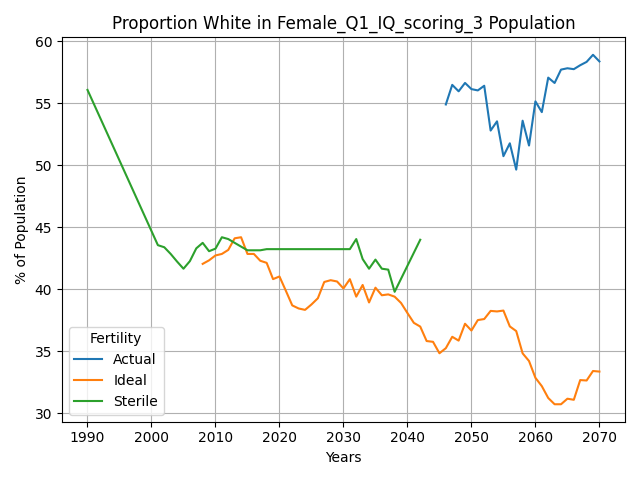 Proportion White in Female_Q1_IQ_scoring_3 Population
% of Population
60
55
50
45
40
35
30
Fertility
Actual
Ideal
Sterile
1990 2000 2010 2020 2030 2040 2050 2060 2070
Years